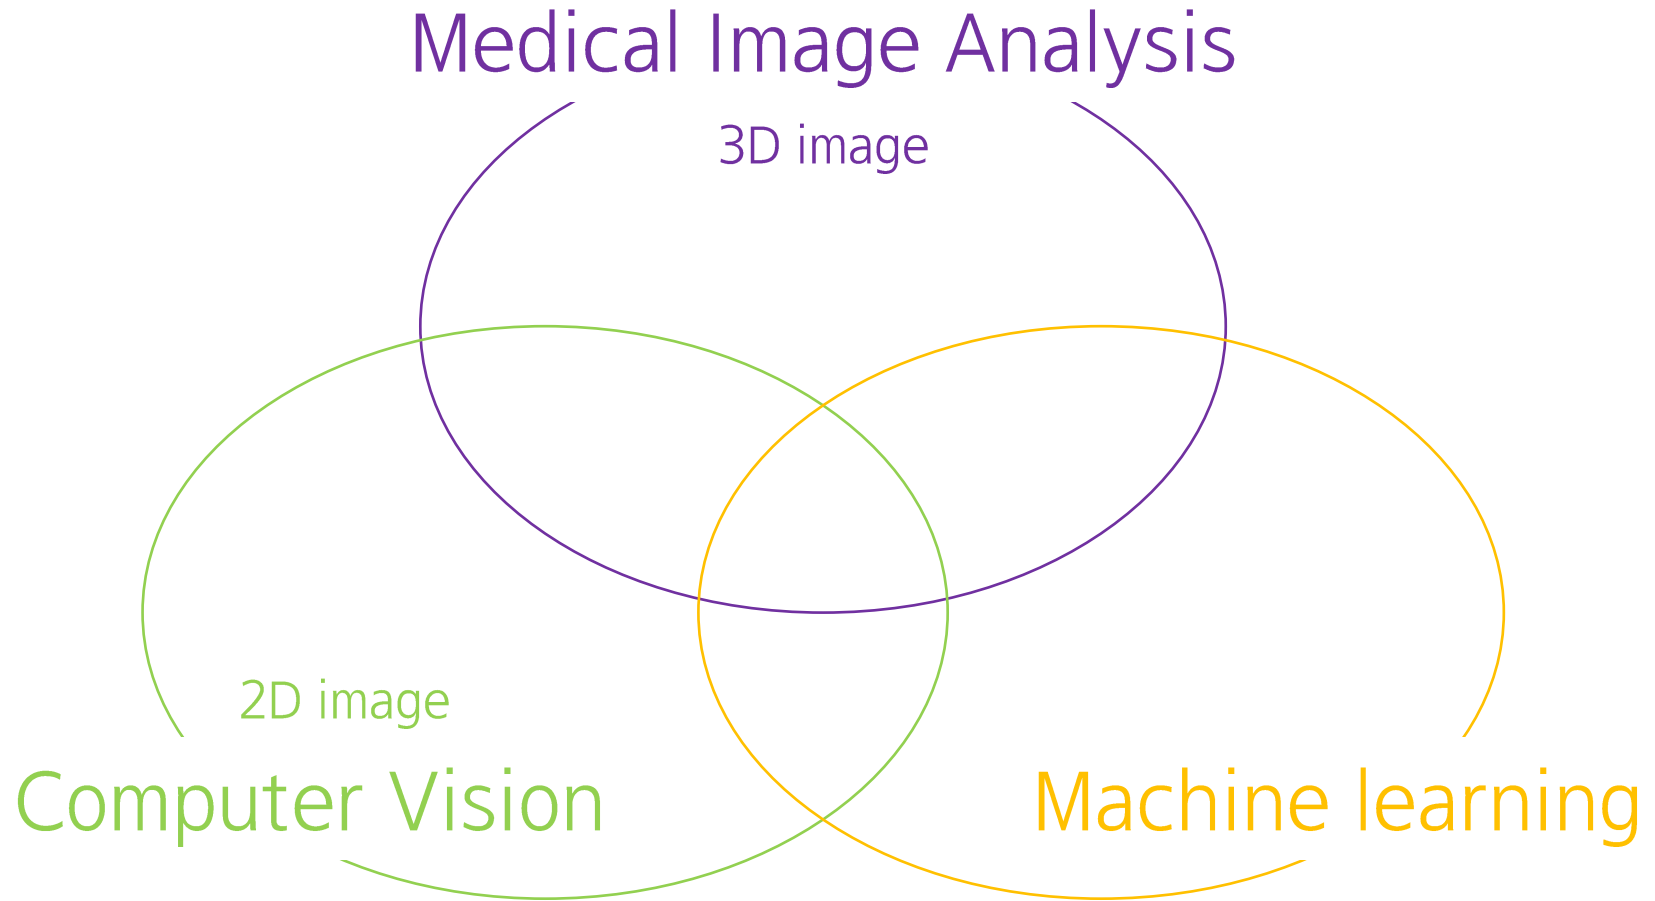 Medical Image Analysis
3D image
2D image
Computer Vision
Machine learning